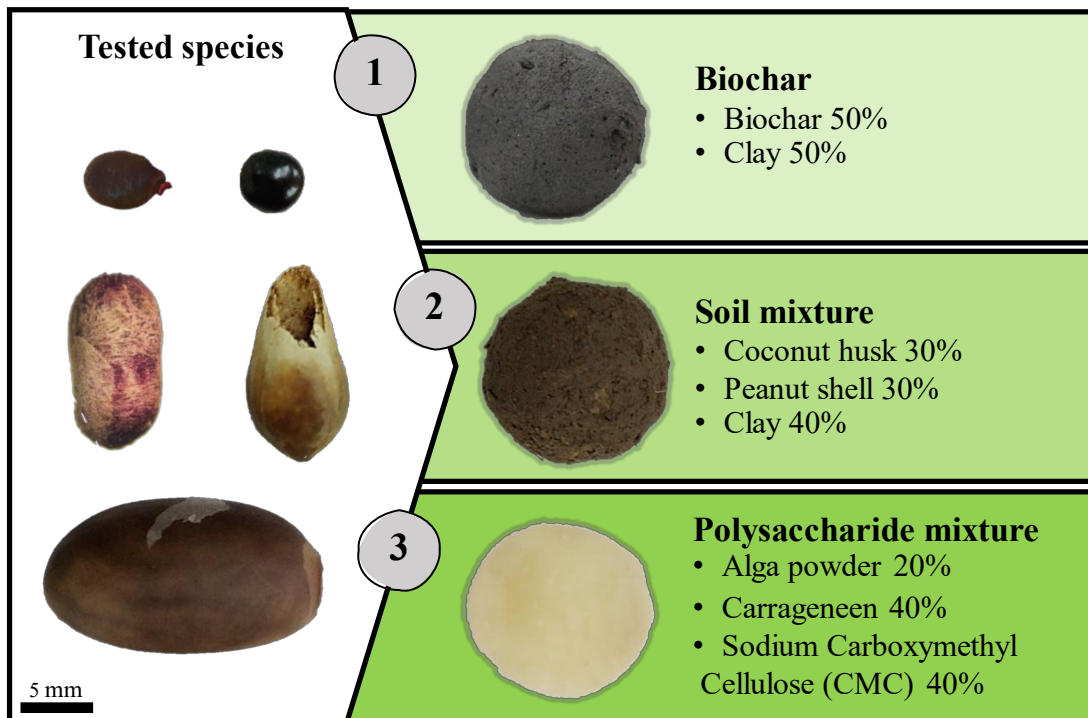 Tested species
5 mm
1
Biochar
• Biochar 50%
• Clay 50%
2
Soil mixture
• Coconut husk 30%
• Peanut shell 30%
• Clay 40%
3
Polysaccharide mixture
• Alga powder 20%
• Carrageneen 40%
• Sodium Carboxymethyl
Cellulose (CMC) 40%